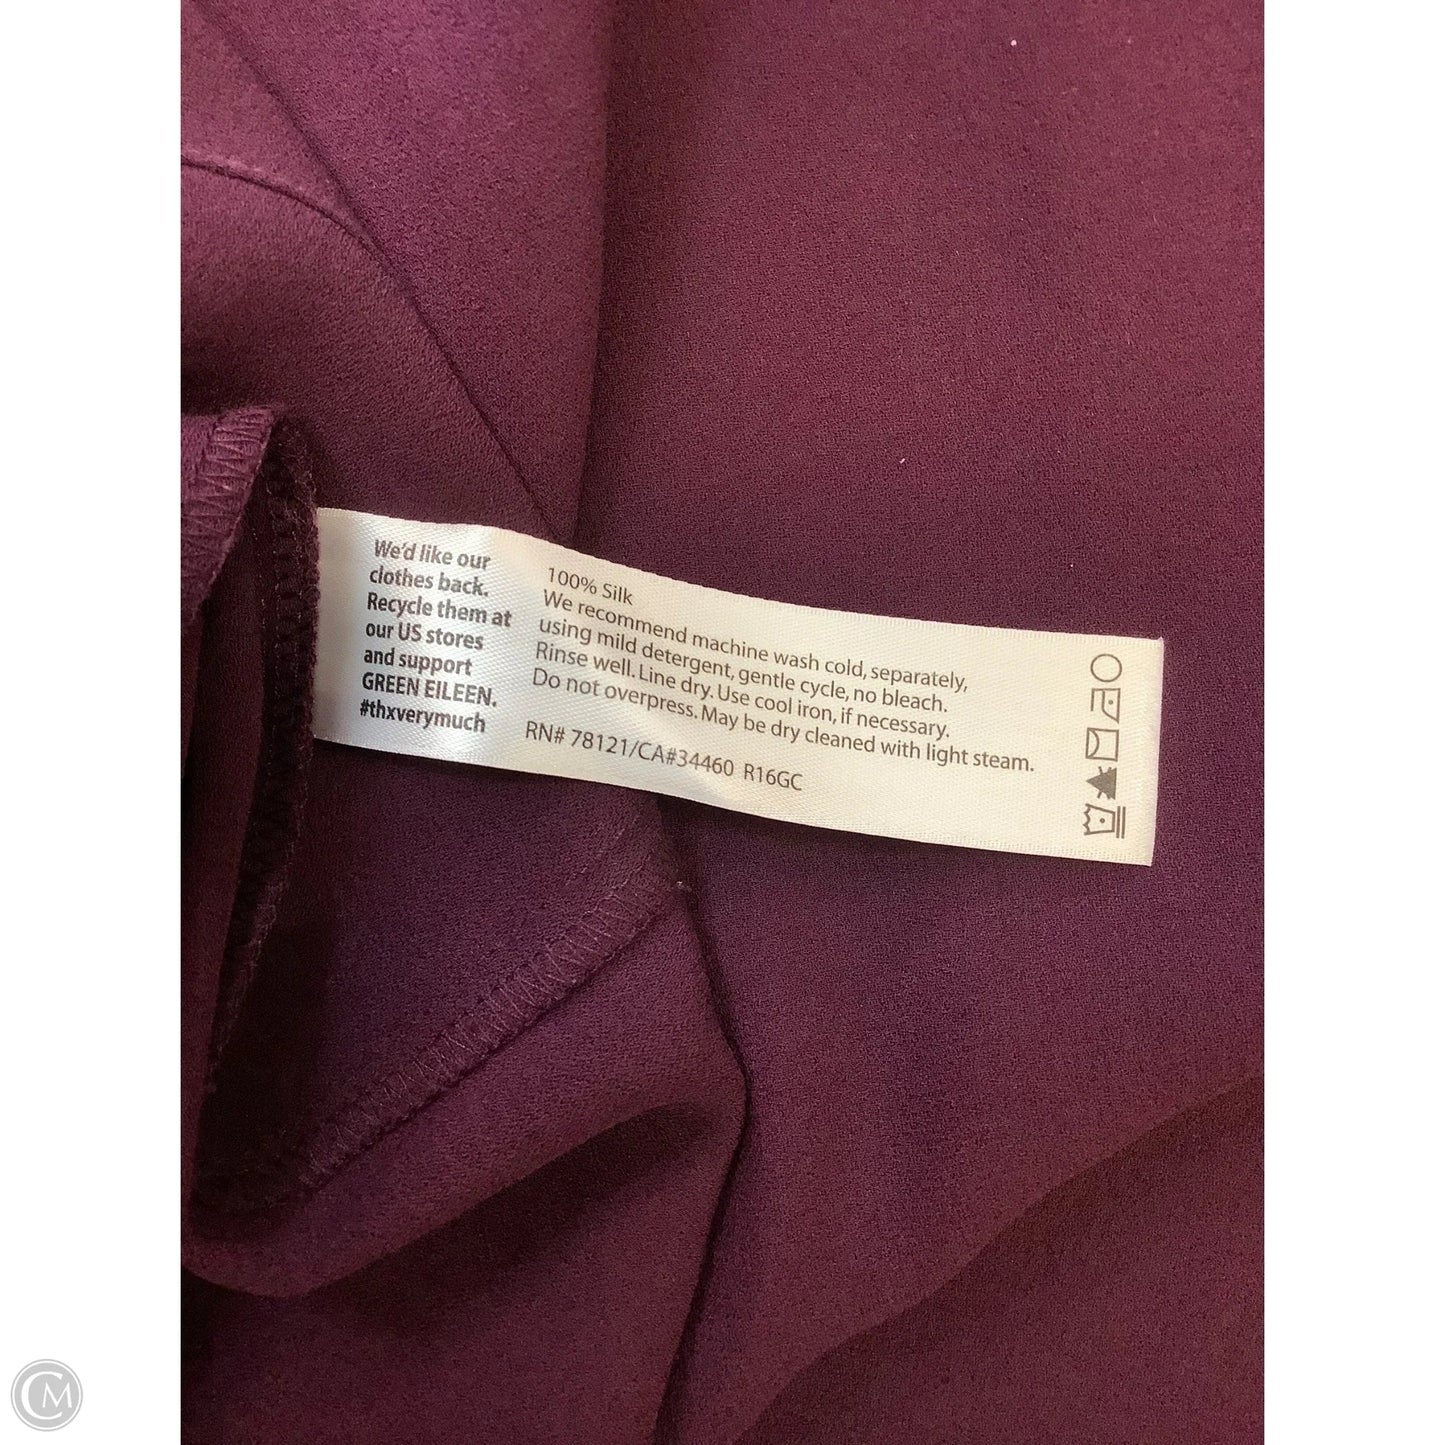 We'd like our
clothes back.
Recycle them at
our US stores
and support
GREEN EILEEN.
#thxverymuch
100% Silk
We recommend machine wash cold, separately,
using mild detergent, gentle cycle, no bleach.
Rinse well. Line dry. Use cool iron, if necessary.
Do not overpress. May be dry cleaned with light steam.
RN# 78121/CA#34460 R16GC
CM